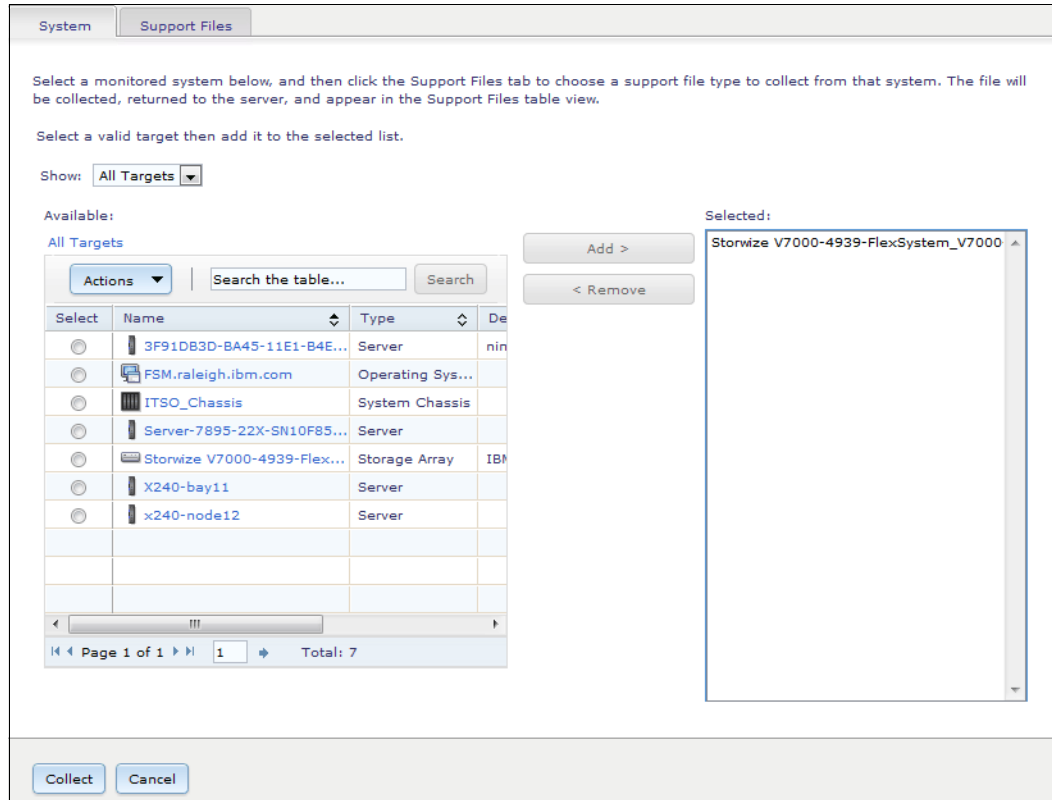 System Support Files
Select a monitored system below, and then click the Support Files tab to choose a support file type to collect from that system. The file will
be collected, returned to the server, and appear in the Support Files table view.
Select a valid target then add it to the selected list.
Show: All Targets
Available:
All Targets
Actions Search the table... Search
Select Name Type De
3F91DB3D-BA45-11E1-B4E... Server nin
FSM.raleigh.ibm.com Operating Sys...
ITSO_Chassis System Chassis
Server-7895-22X-SN10F85... Server
Storwize V7000-4939-Flex... Storage Array IBM
X240-bay11 Server
x240-node12 Server
Page 1 of 1 1 Total: 7
Add >
< Remove
Selected:
Storwize V7000-4939-FlexSystem_V7000-
Collect Cancel